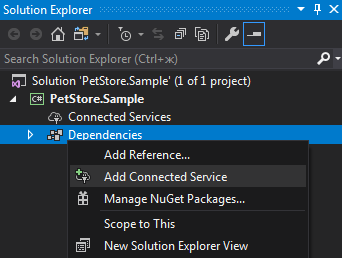 Solution Explorer
Search Solution Explorer (Ctrl+ж)
Solution 'PetStore.Sample' (1 of 1 project)
C# PetStore.Sample
Connected Services
Dependencies
Add Reference...
Add Connected Service
Manage NuGet Packages...
Scope to This
New Solution Explorer View